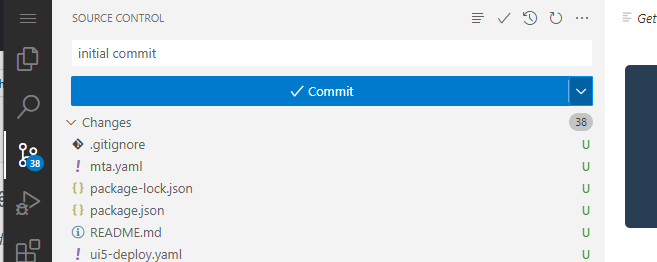 SOURCE CONTROL
Get
initial commit
Commit
Changes 38
.gitignore U
mta.yaml U
38
package-lock.json U
package.json U
README.md U
ui5-deploy.yaml U